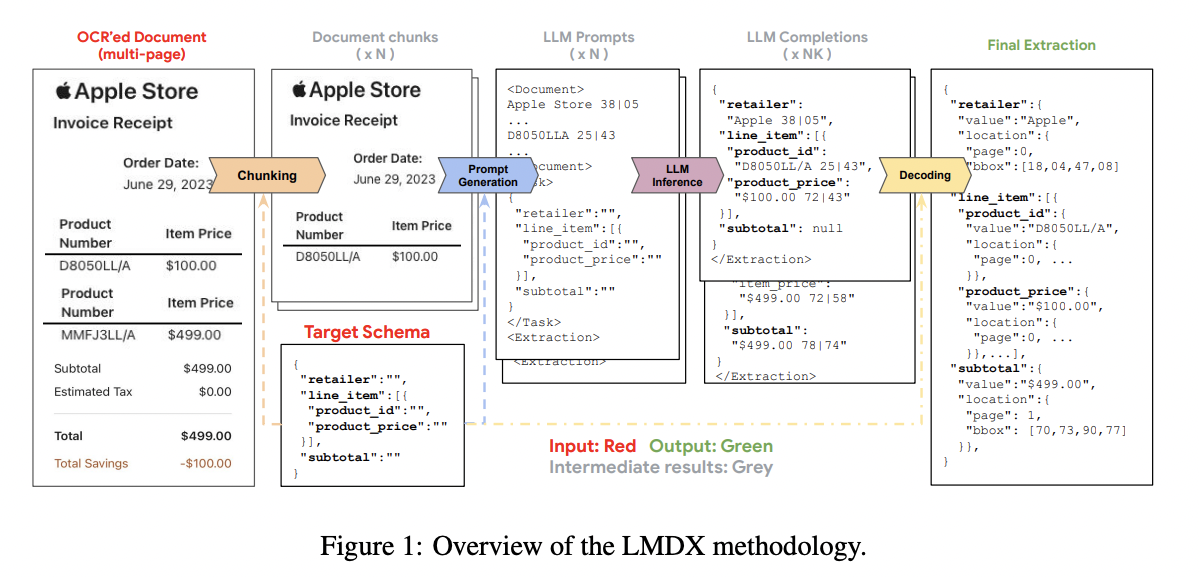 OCR'ed Document
(multi-page)
Apple Store
Invoice Receipt
Order Date:
June 29, 2023
Product
Number
Item Price
D8050LL/A
$100.00
Product
Number
Item Price
MMFJ3LL/A
$499.00
Subtotal
$499.00
Estimated Tax
$0.00
Total
$499.00
Total Savings
-$100.00
Chunking
Document chunks
( x N )
Apple Store
Invoice Receipt
Order Date:
June 29, 2023
Product
Number
Item Price
D8050LL/A
$100.00
Target Schema
{
"retailer":"",
"line_item":[{
"product_id":"",
"product_price":""
}],
"subtotal":""
}
Prompt
Generation
LLM Prompts
( x N )
<Document>
Apple Store 38|05
...
D8050LLA 25|43
...
ocument>
sk>
{
"retailer":"",
"line_item":[{
"product_id":"",
"product_price":""
}],
"subtotal":""
}
</Task>
<Extraction>
<Extraction>
LLM
Inference
LLM Completions
( x NK )
{
"retailer":
"Apple 38|05",
"line_item":[{
"product_id":
"D8050LL/A 25|43",
"product_price":
"$100.00 72|43"
}],
"subtotal": null
}
</Extraction>
"item_price":
"$499.00 72|58"
}],
"subtotal":
"$499.00 78|74"
}
</Extraction>
Decoding
Final Extraction
{
"retailer":{
"value":"Apple",
"location":{
"page":0,
"bbox":[18,04,47,08]
"line_item":[{
"product_id":{
"value":"D8050LL/A",
"location":{
"page":0, ...
}},
"product_price":{
"value":"$100.00",
"location":{
"page":0, ...
}},...],
"subtotal":{
"value":"$499.00",
"location":{
"page": 1,
"bbox": [70,73,90,77]
}},
}
Input: Red Output: Green
Intermediate results: Grey
Figure 1: Overview of the LMDX methodology.